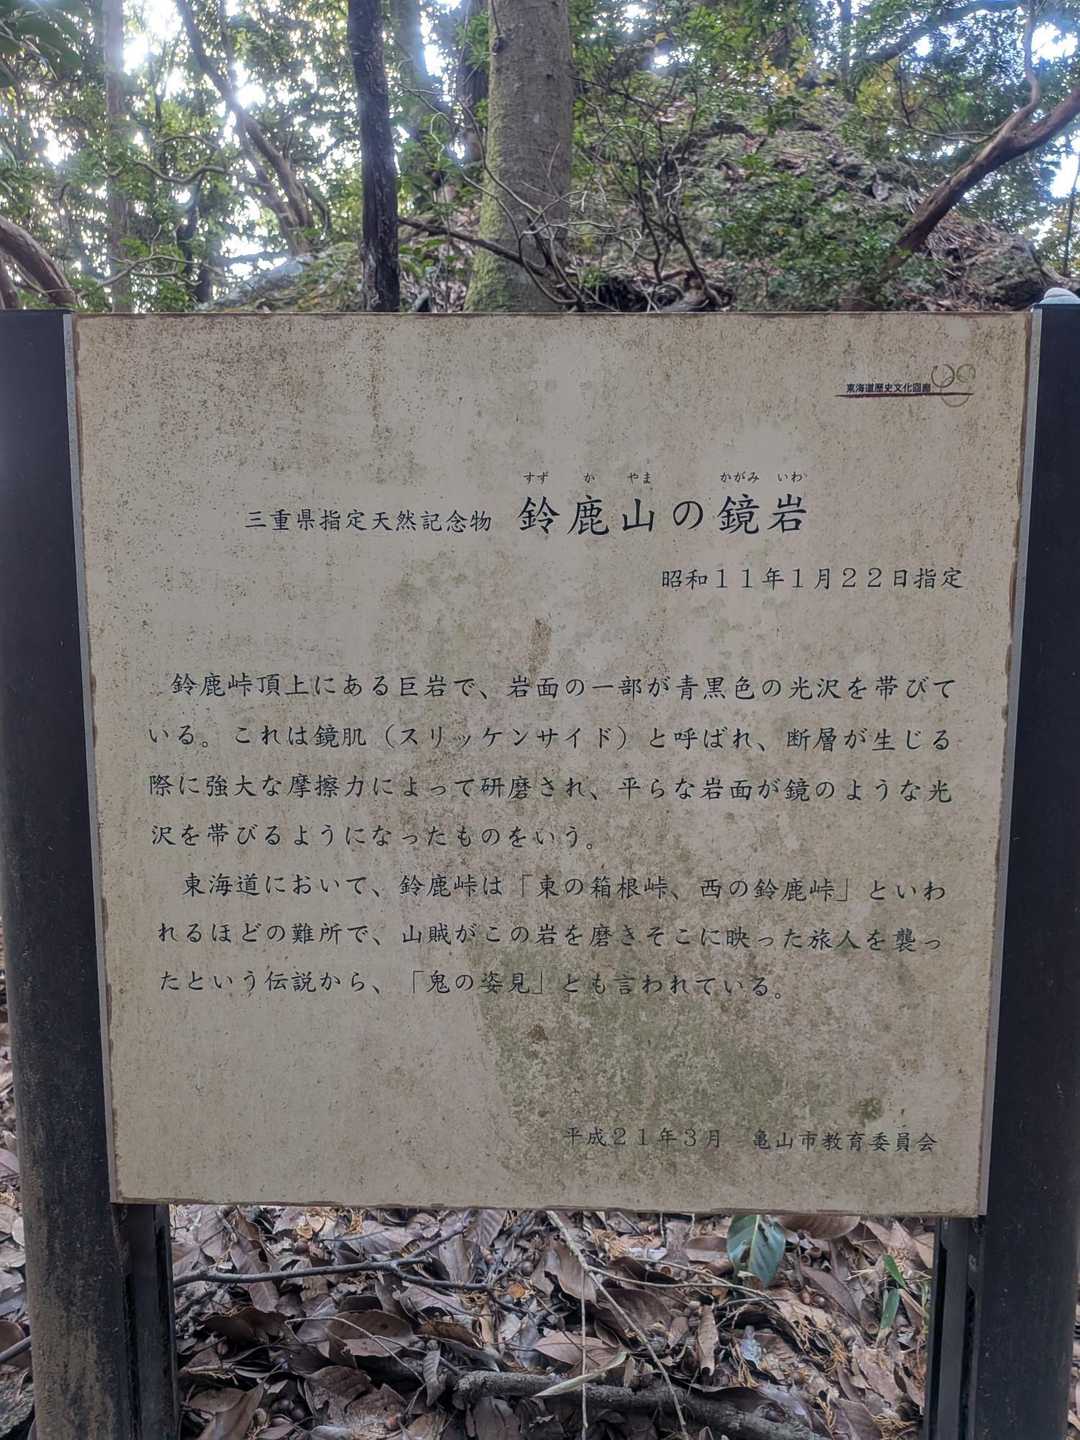 東海道歴史文化回廊
すず か やま かがみ いわ
三重県指定天然記念物 鈴鹿山の鏡岩
昭和11年1月22日指定
鈴鹿峠頂上にある巨岩で、岩面の一部が青黒色の光沢を帯びて
いる。これは鏡肌（スリッケンサイド）と呼ばれ、断層が生じる
際に強大な摩擦力によって研磨され、平らな岩面が鏡のような光
沢を帯びるようになったものをいう。
東海道において、鈴鹿峠は「東の箱根峠、西の鈴鹿峠」といわ
れるほどの難所で、山賊がこの岩を磨きそこに映った旅人を襲っ
たという伝説から、「鬼の姿見」とも言われている。
平成21年3月 亀山市教育委員会